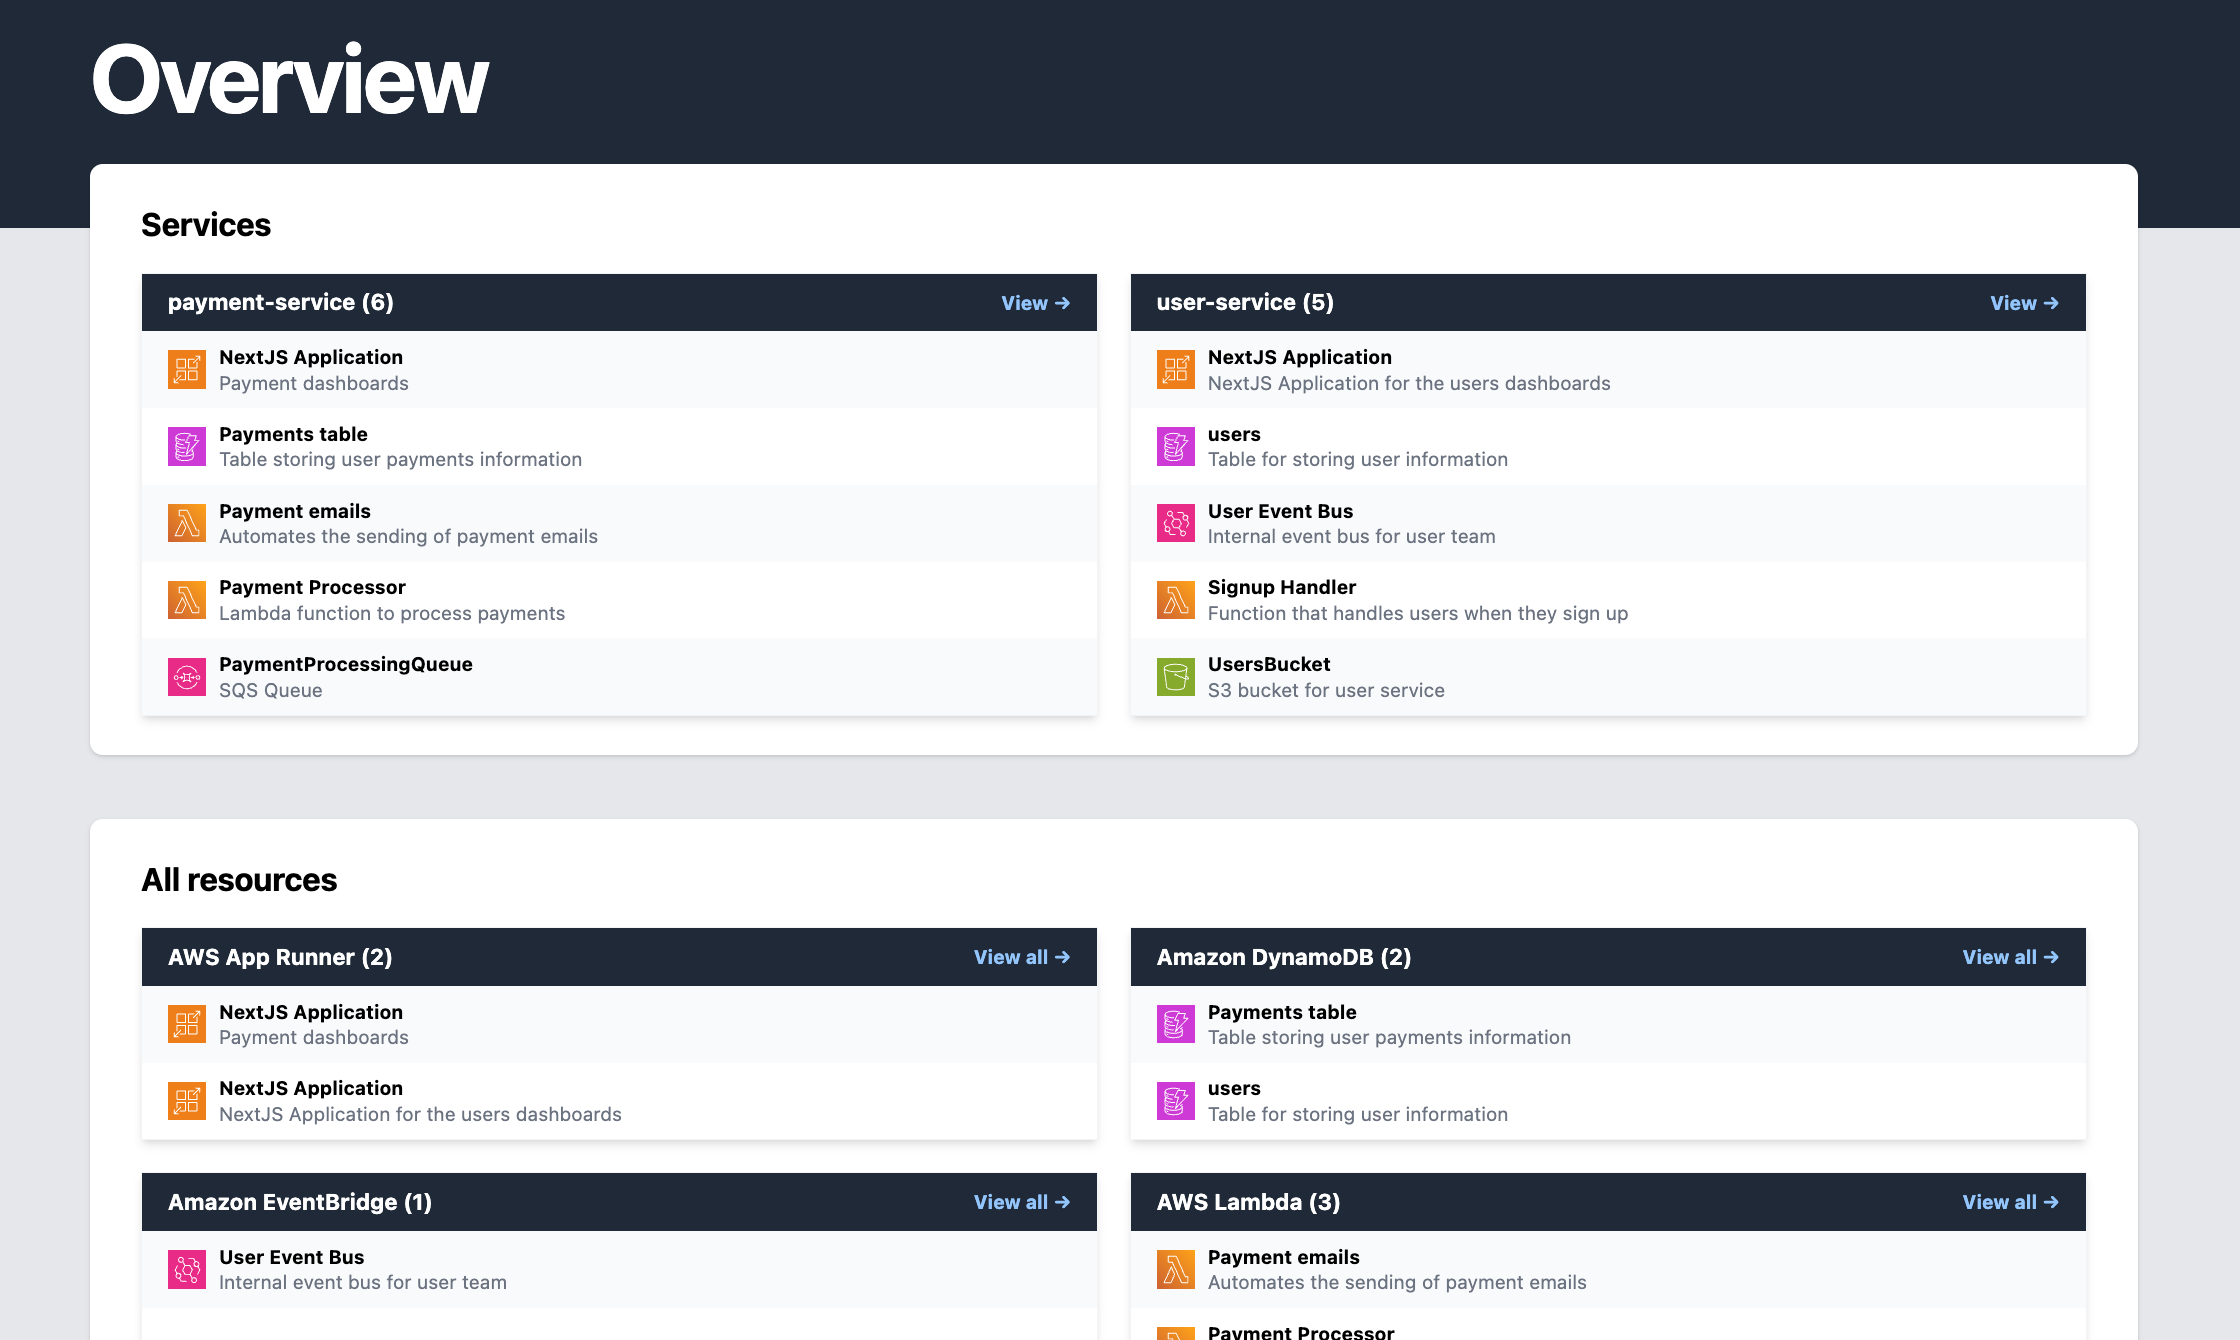 Overview
Services
payment-service (6)
View →
NextJS Application
Payment dashboards
Payments table
Table storing user payments information
Payment emails
Automates the sending of payment emails
Payment Processor
Lambda function to process payments
PaymentProcessingQueue
SQS Queue
user-service (5)
View →
NextJS Application
NextJS Application for the users dashboards
users
Table for storing user information
User Event Bus
Internal event bus for user team
Signup Handler
Function that handles users when they sign up
UsersBucket
S3 bucket for user service
All resources
AWS App Runner (2)
View all →
NextJS Application
Payment dashboards
NextJS Application
NextJS Application for the users dashboards
Amazon DynamoDB (2)
View all →
Payments table
Table storing user payments information
users
Table for storing user information
Amazon EventBridge (1)
View all →
User Event Bus
Internal event bus for user team
AWS Lambda (3)
View all →
Payment emails
Automates the sending of payment emails
Payment Processor